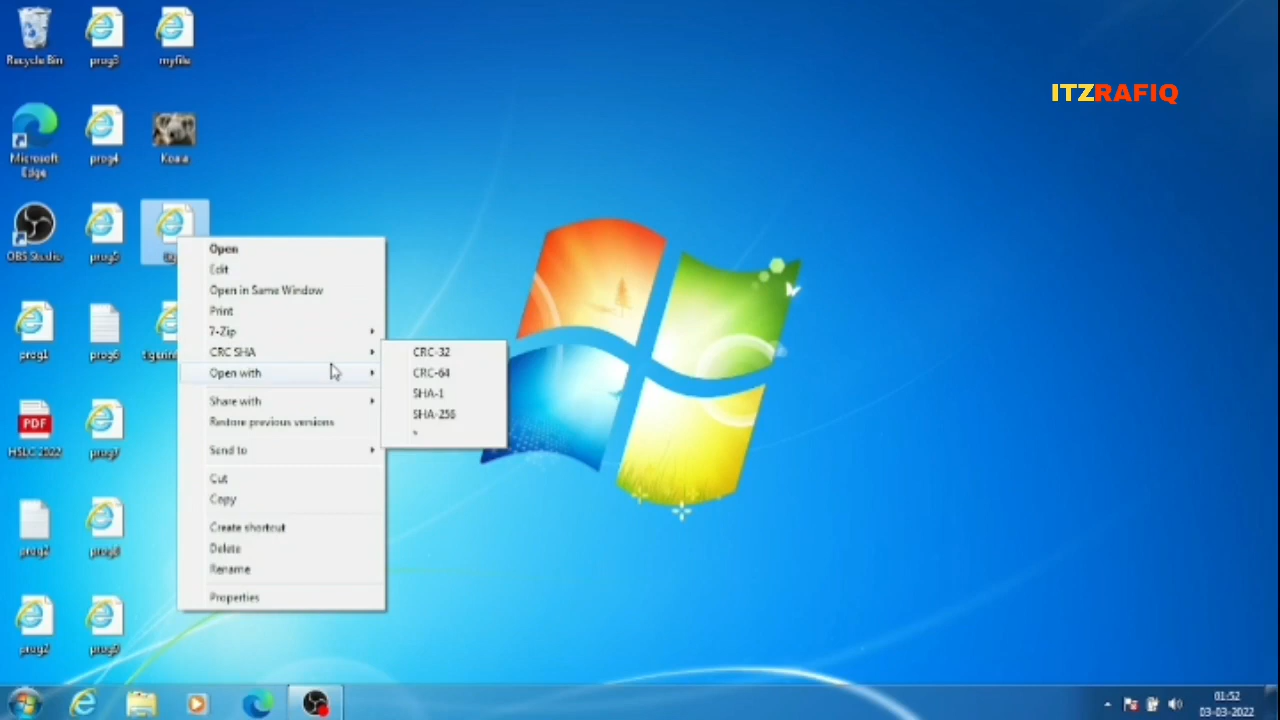 Recycle Bin
prog3
myfile
ITZRAFIQ
Microsoft
Edge
prog4
Koala
OBS Studio
prog5
Open
Edit
Open in Same Window
Print
7-Zip
CRC SHA
Open with
Share with
Restore previous versions
Send to
Cut
Copy
Create shortcut
Delete
Rename
Properties
CRC-32
CRC-64
SHA-1
SHA-256
*
prog1
prog6
PDF
HSLC 2022
prog7
prog2
prog8
prog2
prog9
01:52
03-03-2022